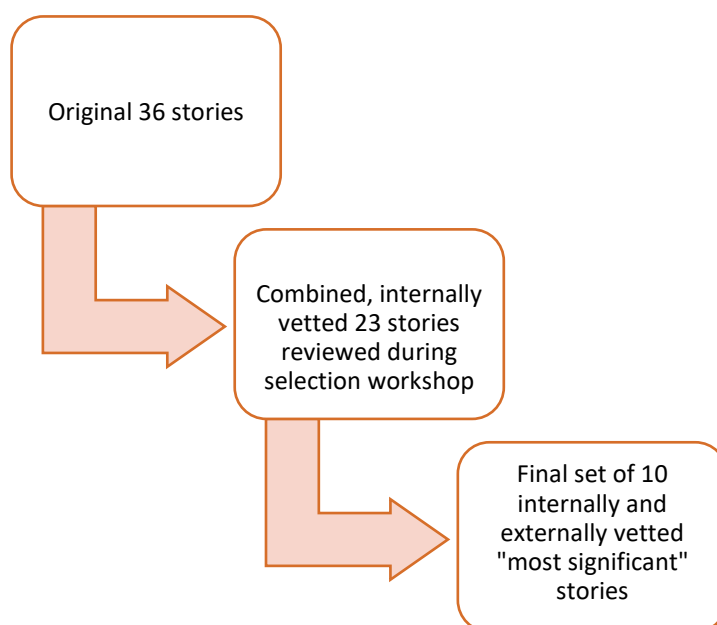 Original 36 stories
Combined, internally
vetted 23 stories
reviewed during
selection workshop
Final set of 10
internally and
externally vetted
"most significant"
stories